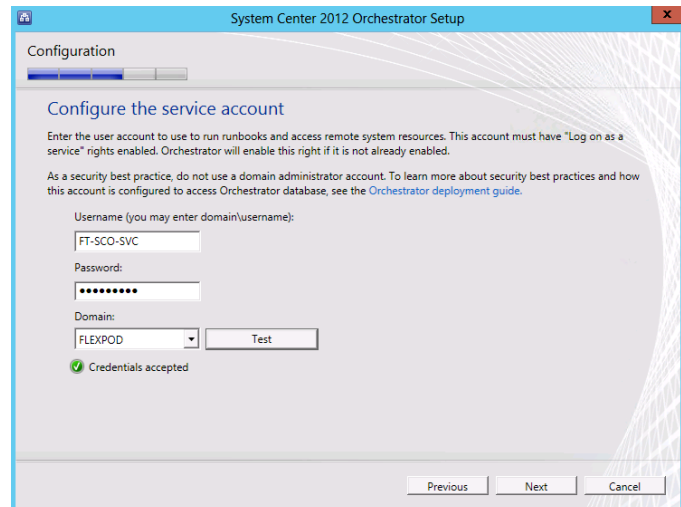 System Center 2012 Orchestrator Setup
x
Configuration
Configure the service account
Enter the user account to use to run runbooks and access remote system resources. This account must have "Log on as a
service" rights enabled. Orchestrator will enable this right if it is not already enabled.
As a security best practice, do not use a domain administrator account. To learn more about security best practices and how
this account is configured to access Orchestrator database, see the Orchestrator deployment guide.
Username (you may enter domain\username):
FT-SCO-SVC
Password:
•••••••••
Domain:
FLEXPOD
Test
Credentials accepted
Previous Next Cancel